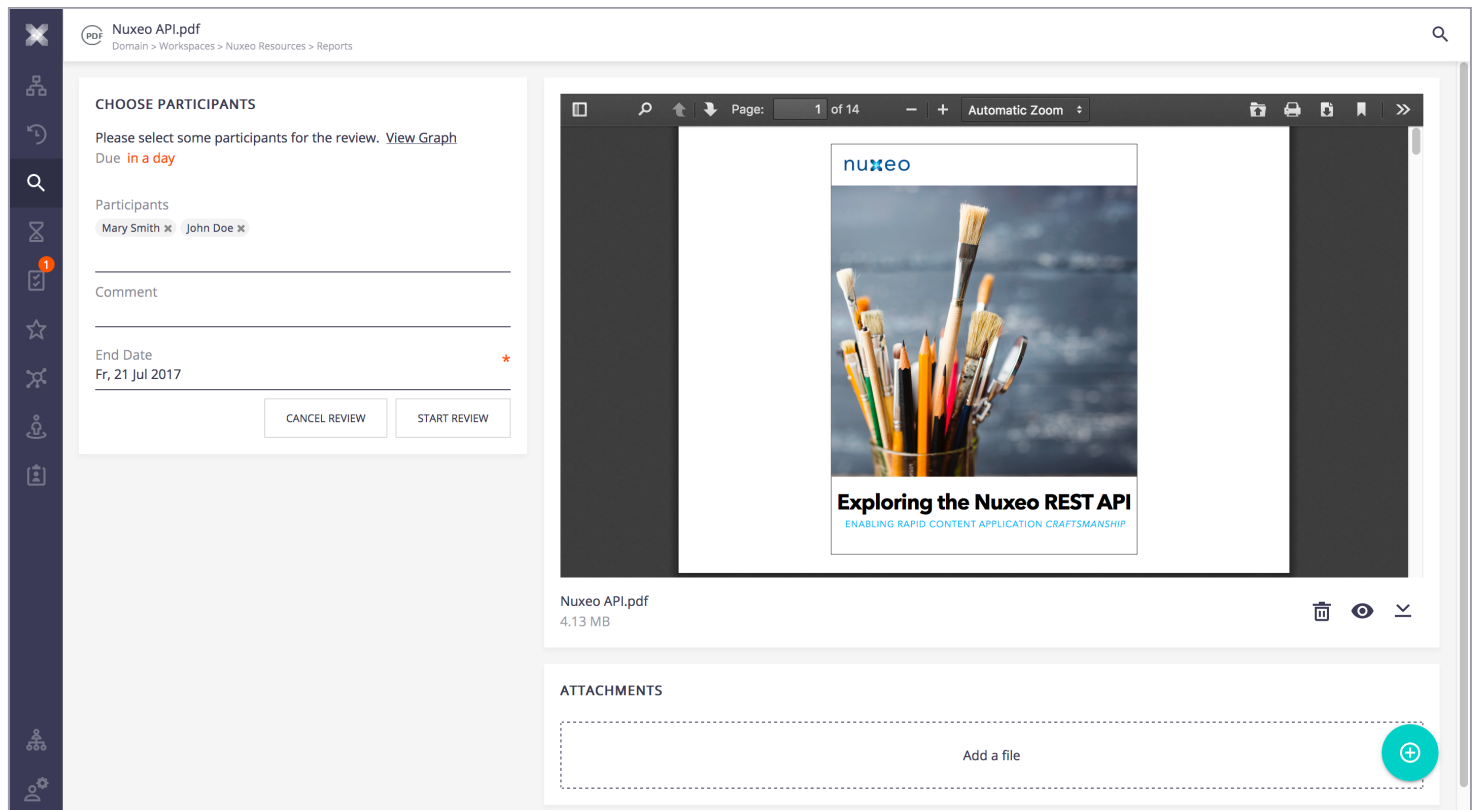 PDF
Nuxeo API.pdf
Domain > Workspaces > Nuxeo Resources > Reports
1
CHOOSE PARTICIPANTS
Please select some participants for the review. View Graph
Due in a day
Participants
Mary Smith × John Doe ×
Comment
End Date *
Fr, 21 Jul 2017
CANCEL REVIEW START REVIEW
Page: 1 of 14 Automatic Zoom
nuxeo
Exploring the Nuxeo REST API
ENABLING RAPID CONTENT APPLICATION CRAFTSMANSHIP
Nuxeo API.pdf
4.13 MB
ATTACHMENTS
Add a file